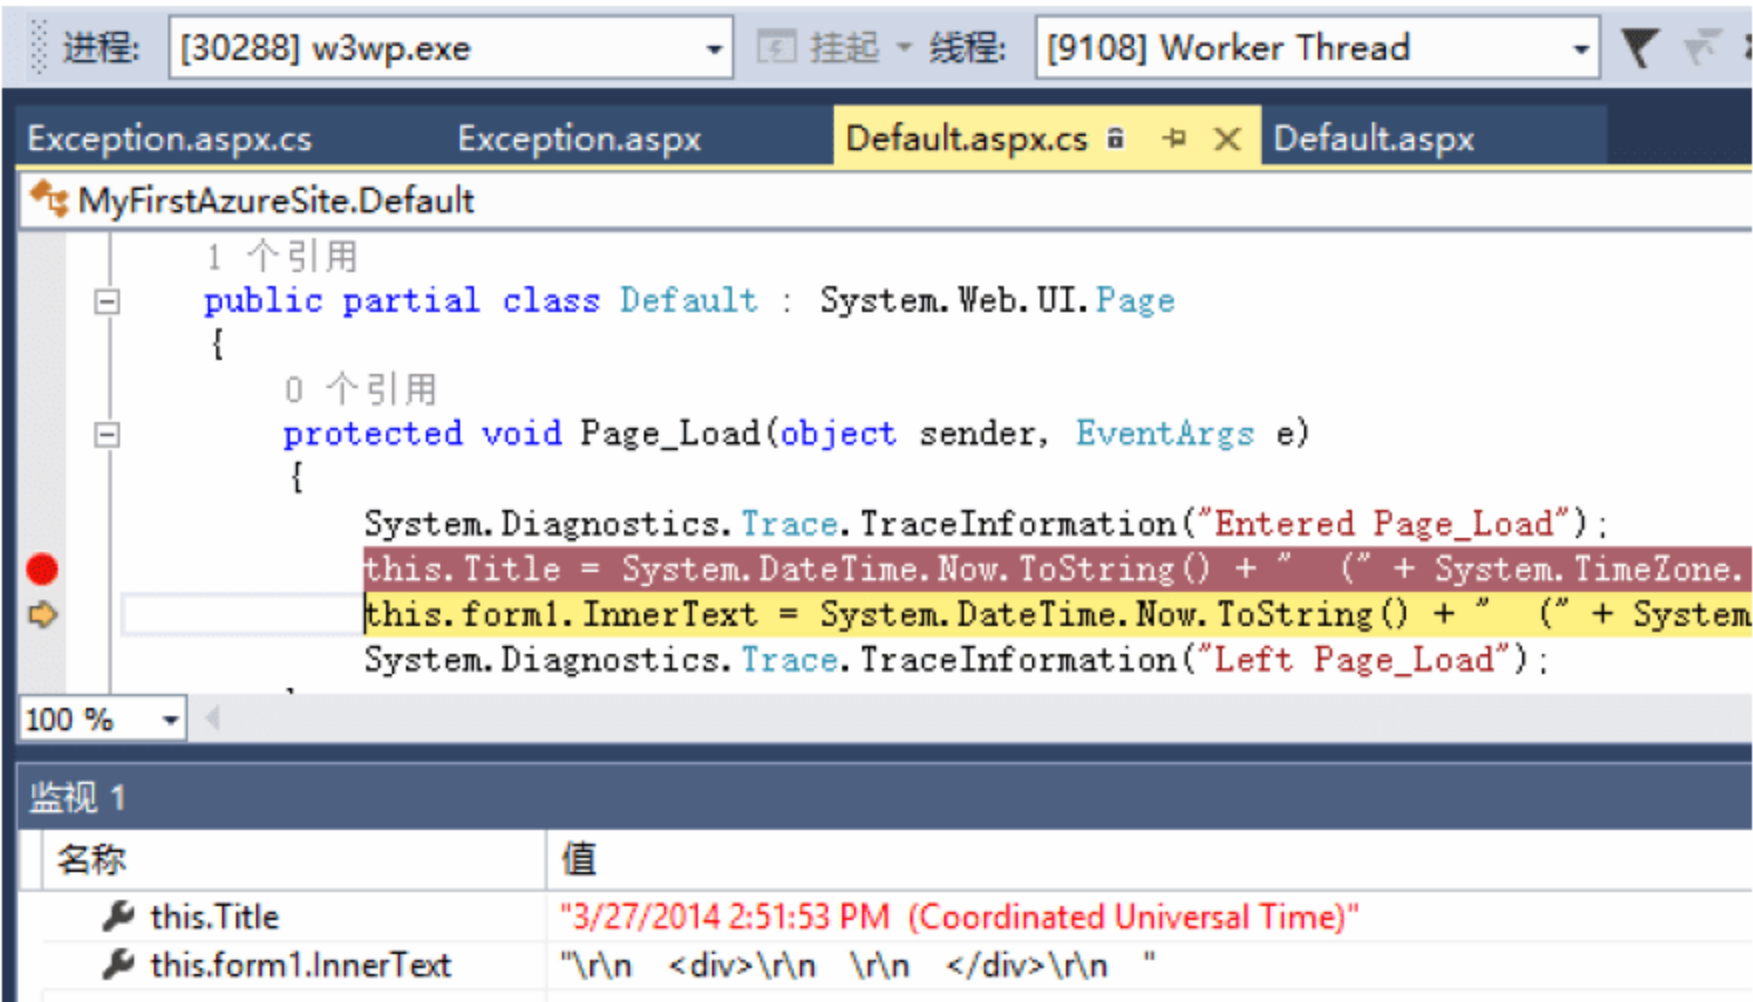 进程: [30288] w3wp.exe 挂起 线程: [9108] Worker Thread
Exception.aspx.cs Exception.aspx Default.aspx.cs Default.aspx
MyFirstAzureSite.Default
1 个引用
public partial class Default : System.Web.UI.Page
{
0 个引用
protected void Page_Load(object sender, EventArgs e)
{
System.Diagnostics.Trace.TraceInformation("Entered Page_Load");
this.Title = System.DateTime.Now.ToString() + "  (" + System.TimeZone.
this.form1.InnerText = System.DateTime.Now.ToString() + "  (" + System
System.Diagnostics.Trace.TraceInformation("Left Page_Load");
100 %
监视 1
名称 值
this.Title "3/27/2014 2:51:53 PM  (Coordinated Universal Time)"
this.form1.InnerText "\r\n    <div>\r\n    \r\n    </div>\r\n    "